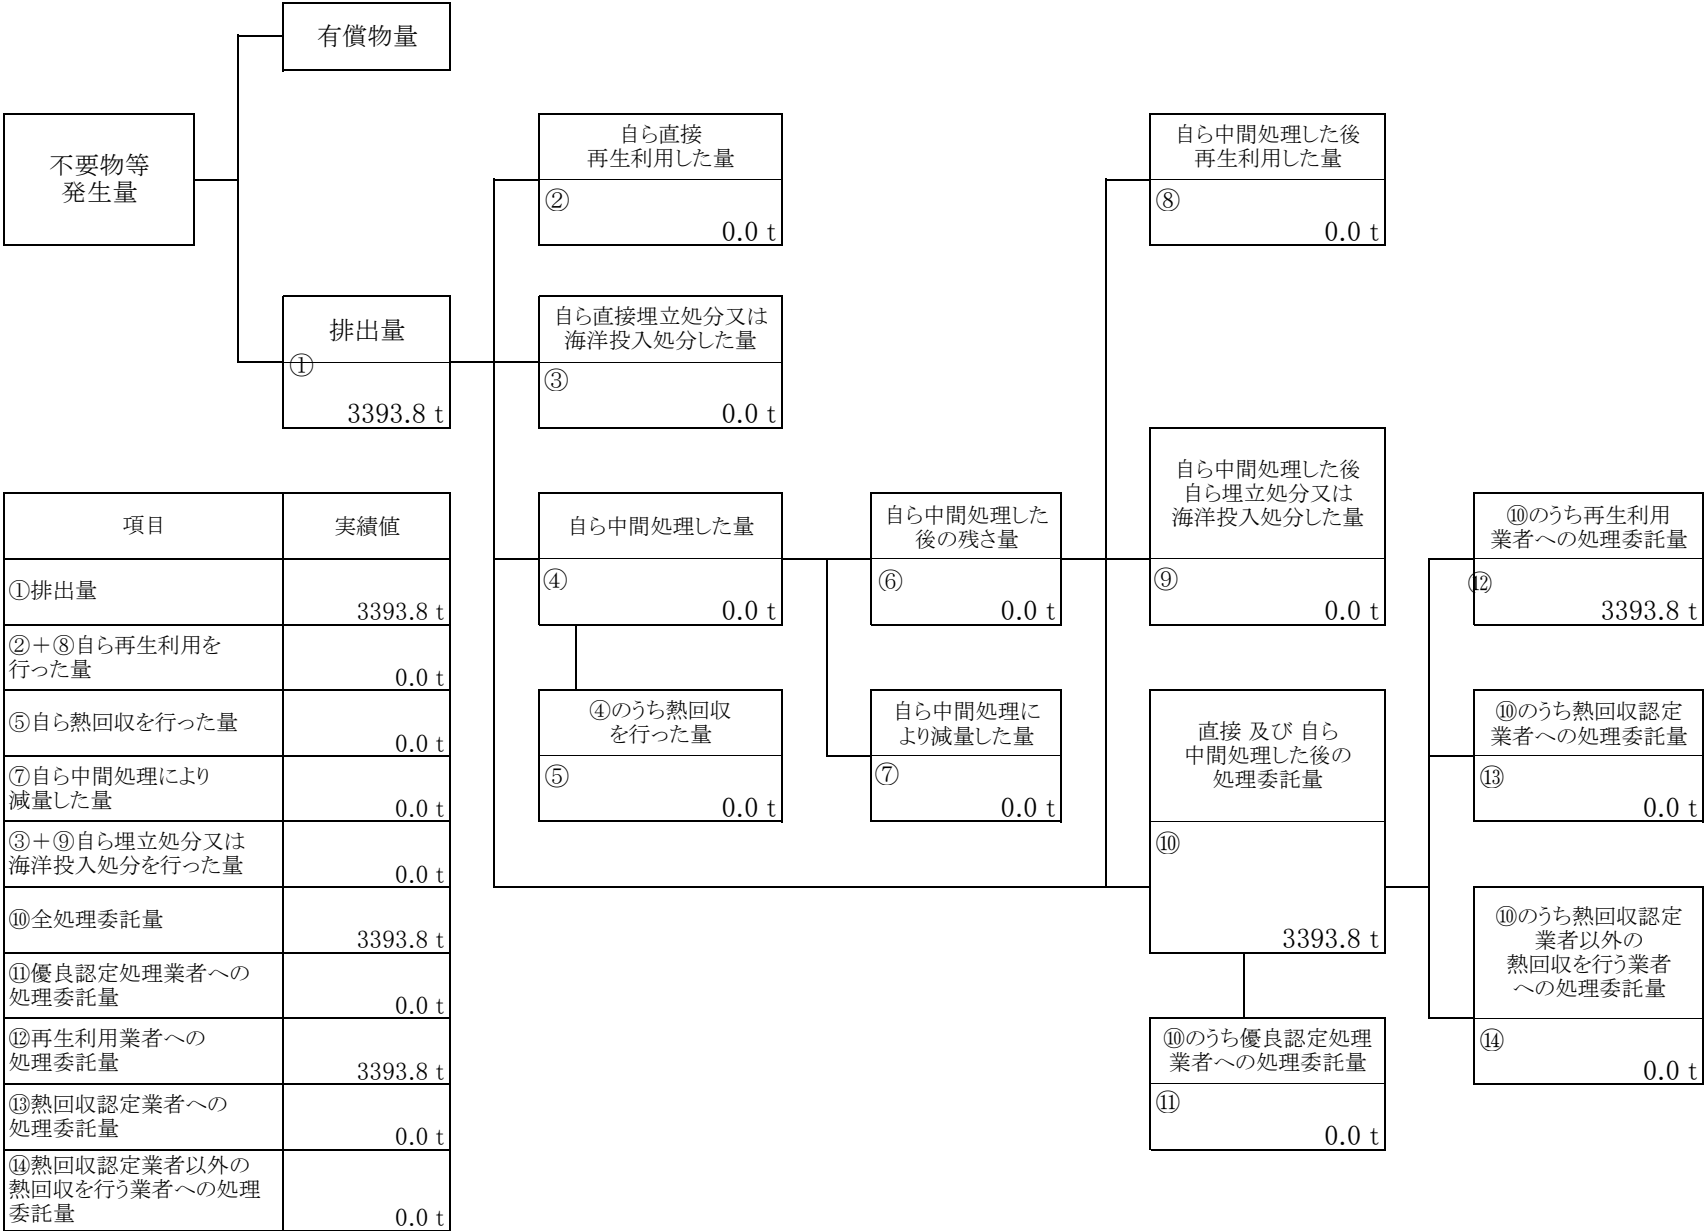 有償物量
不要物等
発生量
自ら直接
再生利用した量
②
0.0 t
自ら中間処理した後
再生利用した量
⑧
0.0 t
排出量
①
3393.8 t
自ら直接埋立処分又は
海洋投入処分した量
③
0.0 t
自ら中間処理した量
④
0.0 t
自ら中間処理した
後の残さ量
⑥
0.0 t
自ら中間処理した後
自ら埋立処分又は
海洋投入処分した量
⑨
0.0 t
⑩のうち再生利用
業者への処理委託量
⑫
3393.8 t
④のうち熱回収
を行った量
⑤
0.0 t
自ら中間処理に
より減量した量
⑦
0.0 t
直接 及び 自ら
中間処理した後の
処理委託量
⑩
3393.8 t
⑩のうち熱回収認定
業者への処理委託量
⑬
0.0 t
⑩のうち熱回収認定
業者以外の
熱回収を行う業者
への処理委託量
⑭
0.0 t
⑩のうち優良認定処理
業者への処理委託量
⑪
0.0 t
項目 実績値
①排出量
3393.8 t
②＋⑧自ら再生利用を
行った量
0.0 t
⑤自ら熱回収を行った量
0.0 t
⑦自ら中間処理により
減量した量
0.0 t
③＋⑨自ら埋立処分又は
海洋投入処分を行った量
0.0 t
⑩全処理委託量
3393.8 t
⑪優良認定処理業者への
処理委託量
0.0 t
⑫再生利用業者への
処理委託量
3393.8 t
⑬熱回収認定業者への
処理委託量
0.0 t
⑭熱回収認定業者以外の
熱回収を行う業者への処理
委託量
0.0 t